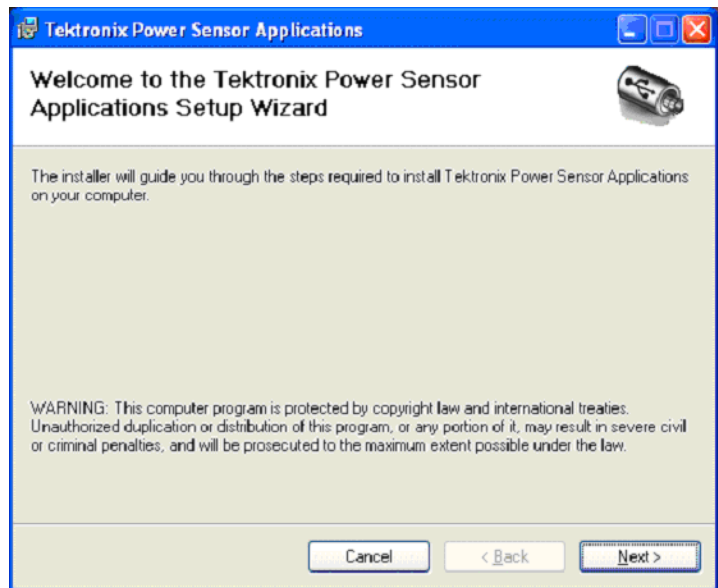 Tektronix Power Sensor Applications
Welcome to the Tektronix Power Sensor
Applications Setup Wizard
The installer will guide you through the steps required to install Tektronix Power Sensor Applications
on your computer.
WARNING: This computer program is protected by copyright law and international treaties.
Unauthorized duplication or distribution of this program, or any portion of it, may result in severe civil
or criminal penalties, and will be prosecuted to the maximum extent possible under the law.
Cancel
< Back
Next >